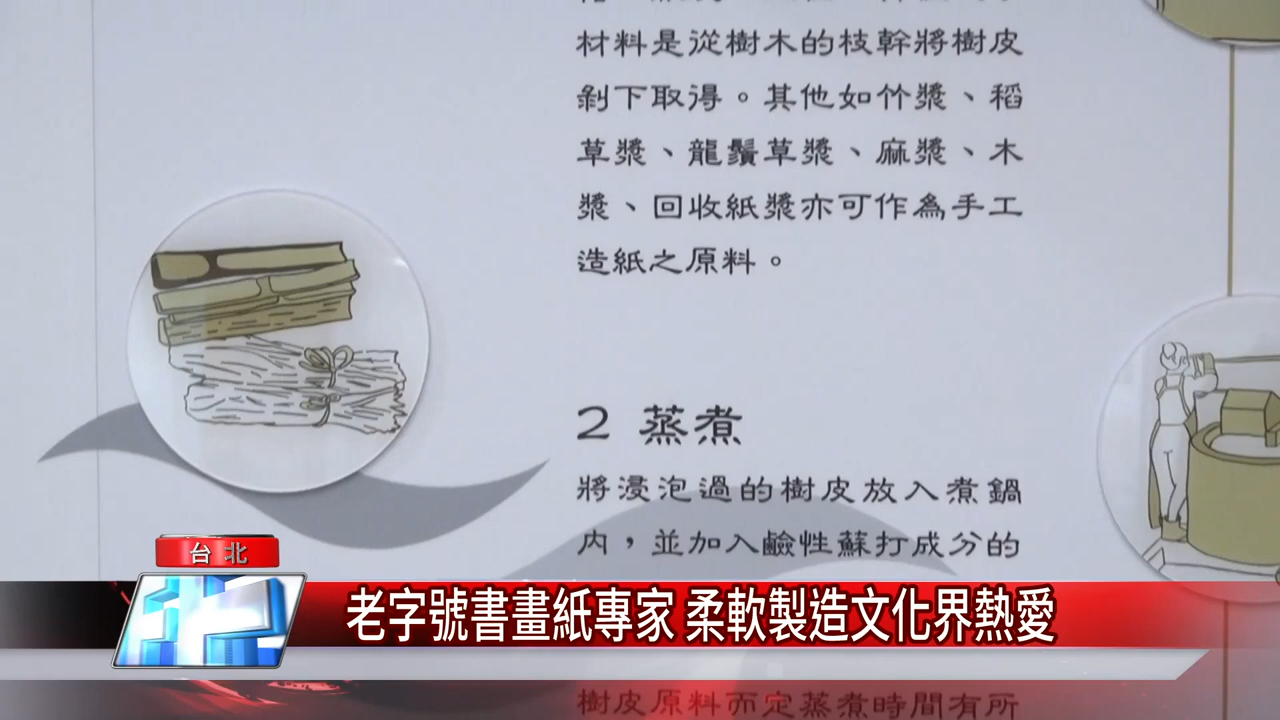 材料是從樹木的枝幹將樹皮
剝下取得。其他如竹漿、稻
草漿、龍鬚草漿、麻漿、木
漿、回收紙漿亦可作為手工
造紙之原料。
2 蒸煮
將浸泡過的樹皮放入煮鍋
內，並加入鹼性蘇打成分的
台北
老字號書畫紙專家 柔軟製造文化界熱愛
樹皮原料而定蒸煮時間有所